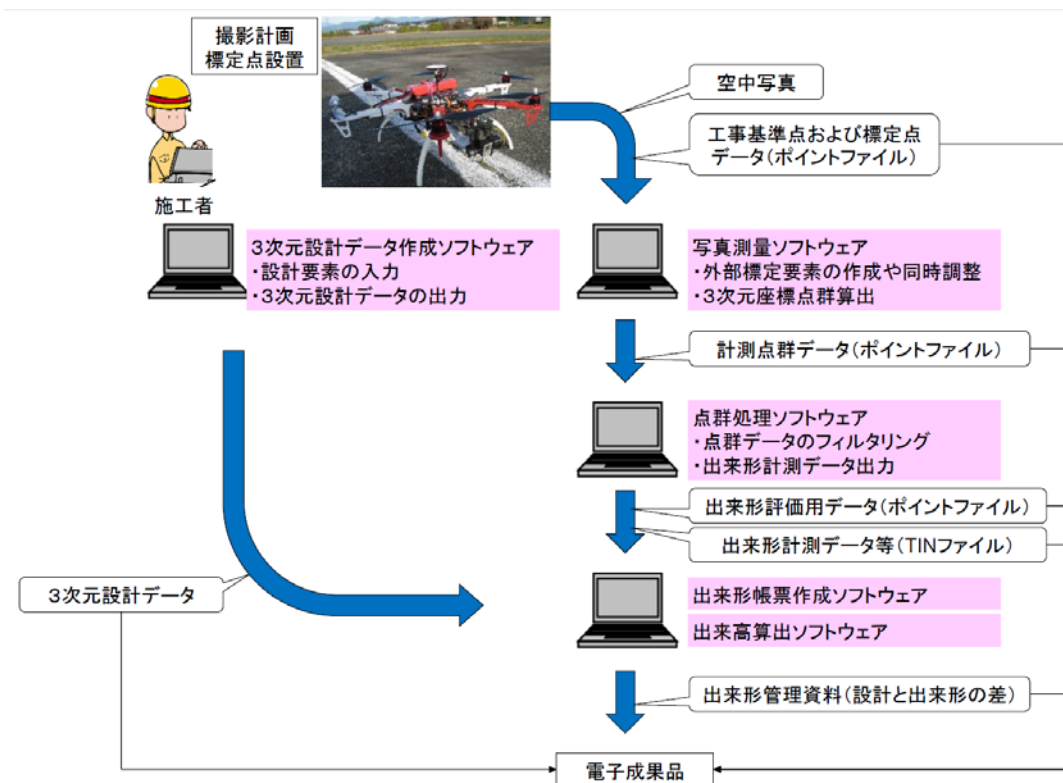 撮影計画
標定点設置
空中写真
工事基準点および標定点
データ(ポイントファイル)
施工者
3次元設計データ作成ソフトウェア
・設計要素の入力
・3次元設計データの出力
写真測量ソフトウェア
・外部標定要素の作成や同時調整
・3次元座標点群算出
計測点群データ(ポイントファイル)
点群処理ソフトウェア
・点群データのフィルタリング
・出来形計測データ出力
出来形評価用データ(ポイントファイル)
出来形計測データ等(TINファイル)
3次元設計データ
出来形帳票作成ソフトウェア
出来高算出ソフトウェア
出来形管理資料(設計と出来形の差)
電子成果品